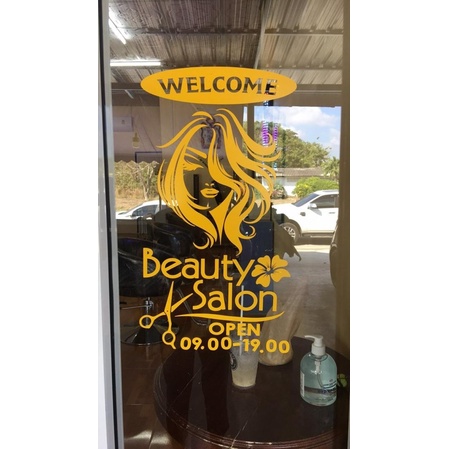 WELCOME
Beauty
Salon
OPEN
09.00-19.00